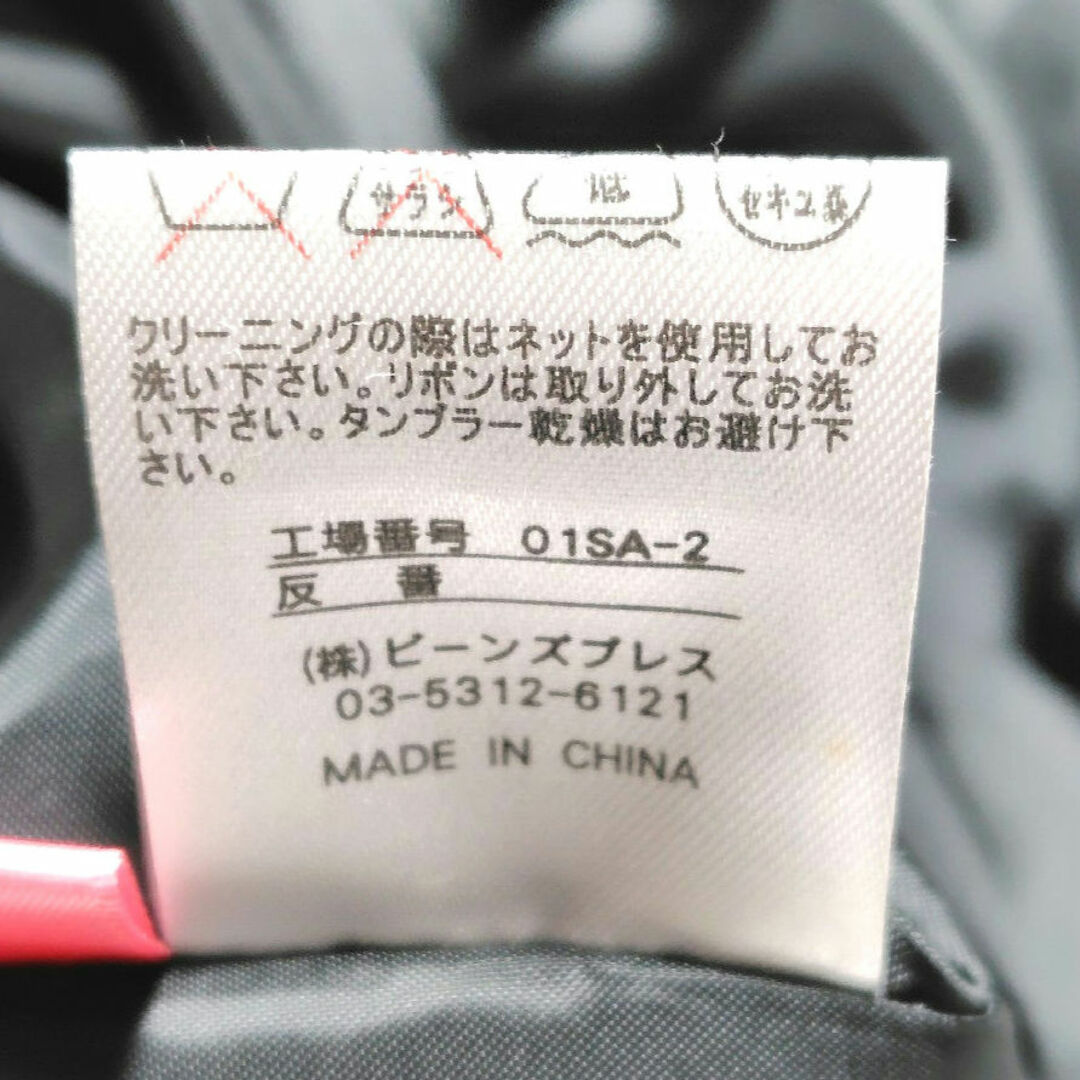 サラシ 低 セキユ系
クリーニングの際はネットを使用してお
洗い下さい。リボンは取り外してお洗
い下さい。タンブラー乾燥はお避け下
さい。
工場番号 01SA-2
反 番
(株)ビーンズプレス
03-5312-6121
MADE IN CHINA